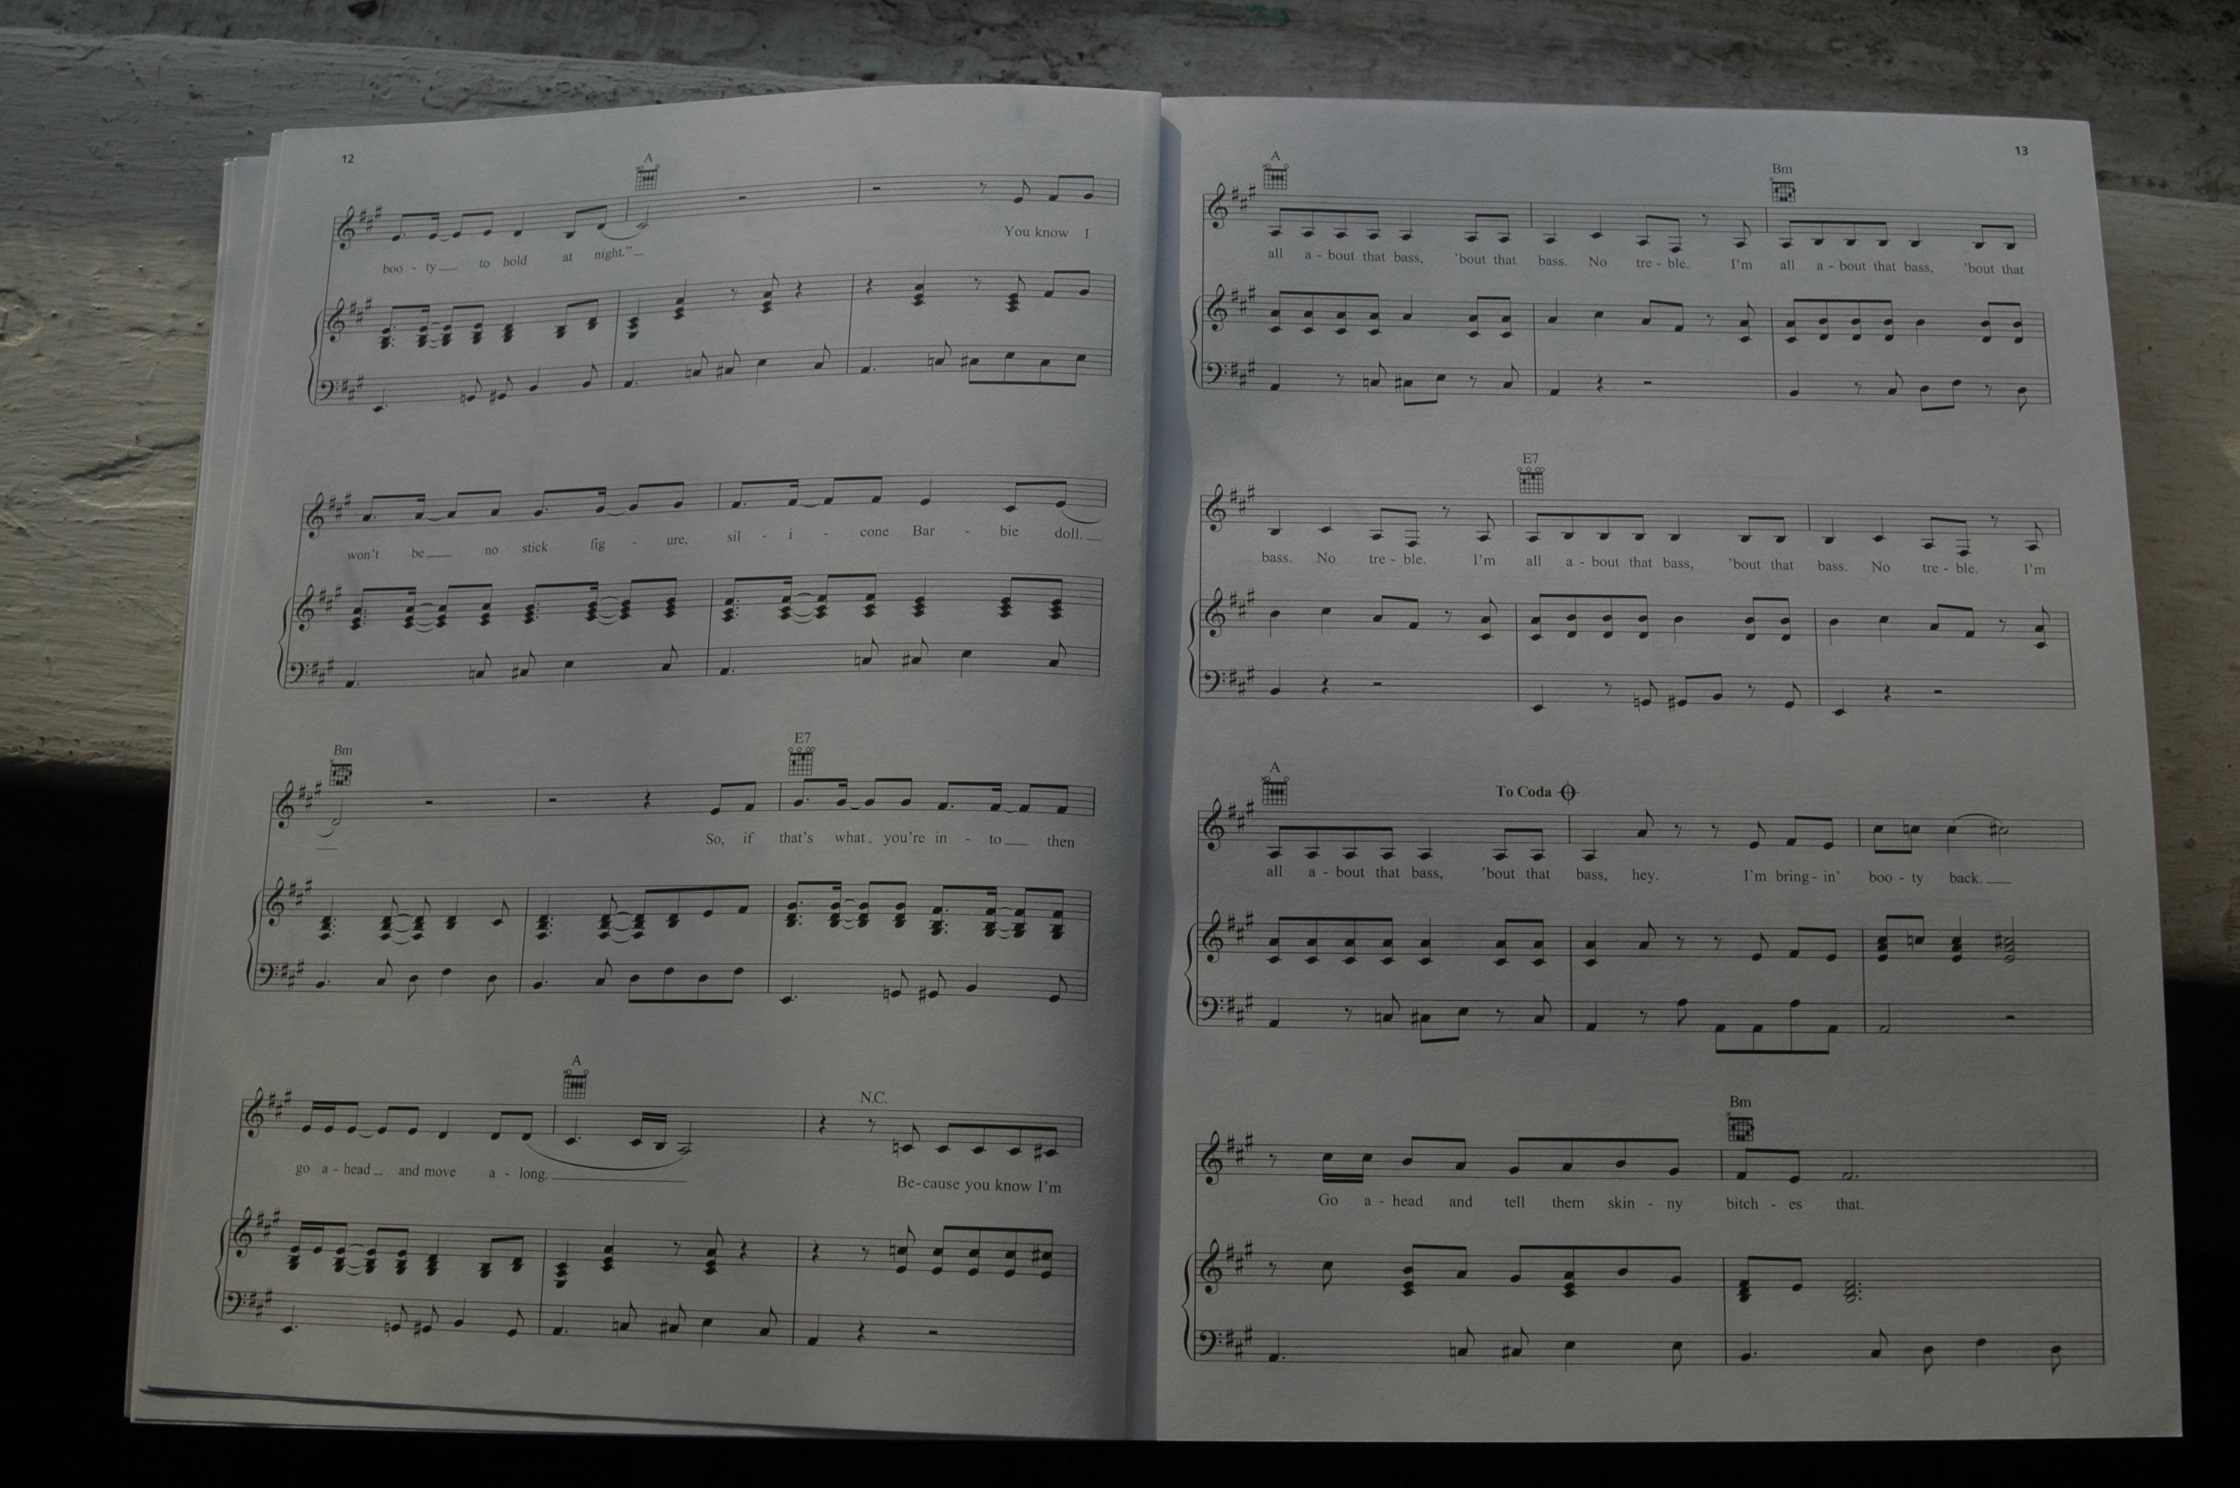 12
A
boo - ty to hold at night."
You know I
won't be no stick fig - ure, sil - i - cone Bar - bie doll.
Bm E7
So, if that's what you're in - to then
A N.C.
go a - head and move a - long. Be - cause you know I'm
13
A Bm
all a - bout that bass, 'bout that bass. No tre - ble. I'm all a - bout that bass, 'bout that
E7
bass. No tre - ble. I'm all a - bout that bass, 'bout that bass. No tre - ble. I'm
A To Coda
all a - bout that bass, 'bout that bass, hey. I'm bring - in' boo - ty back.
Bm
Go a - head and tell them skin - ny bitch - es that.